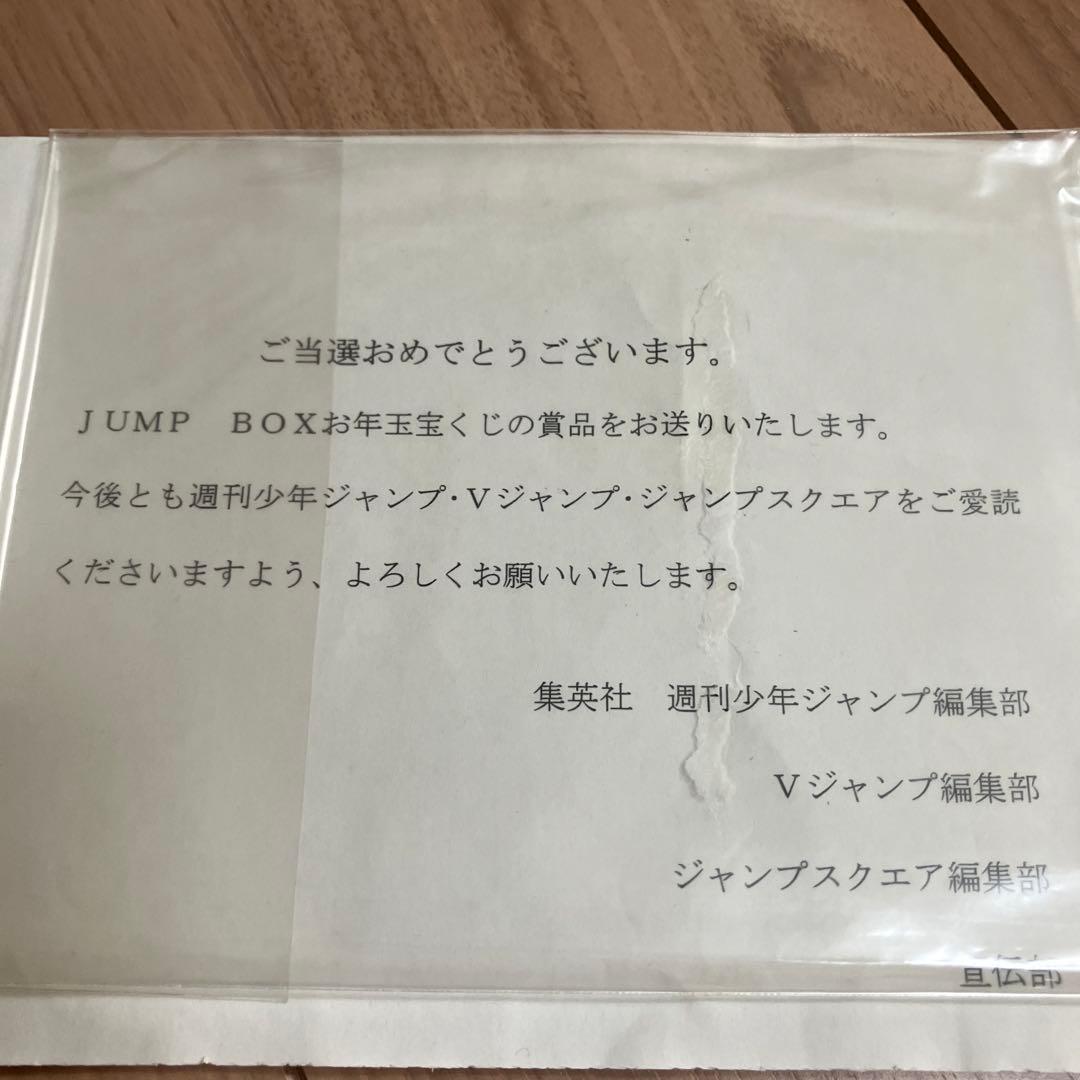 ご当選おめでとうございます。
ＪＵＭＰ　ＢＯＸお年玉宝くじの賞品をお送りいたします。
今後とも週刊少年ジャンプ・Ｖジャンプ・ジャンプスクエアをご愛読
くださいますよう、よろしくお願いいたします。
集英社　週刊少年ジャンプ編集部
Ｖジャンプ編集部
ジャンプスクエア編集部
宣伝部